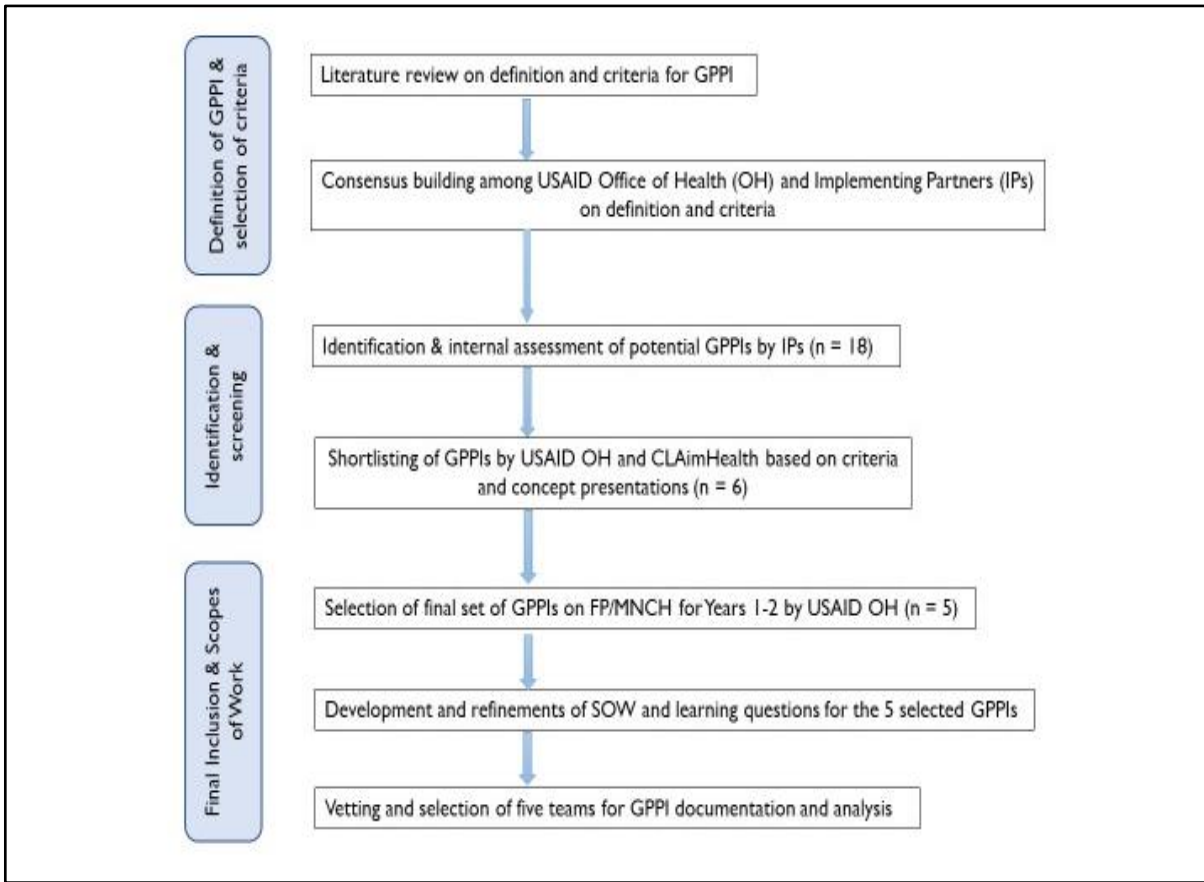 Definition of GPPI &
selection of criteria
Literature review on definition and criteria for GPPI
Consensus building among USAID Office of Health (OH) and Implementing Partners (IPs)
on definition and criteria
Identification &
screening
Identification & internal assessment of potential GPPIs by IPs (n = 18)
Shortlisting of GPPIs by USAID OH and CLAimHealth based on criteria
and concept presentations (n = 6)
Final Inclusion & Scopes
of Work
Selection of final set of GPPIs on FP/MNCH for Years 1-2 by USAID OH (n = 5)
Development and refinements of SOW and learning questions for the 5 selected GPPIs
Vetting and selection of five teams for GPPI documentation and analysis